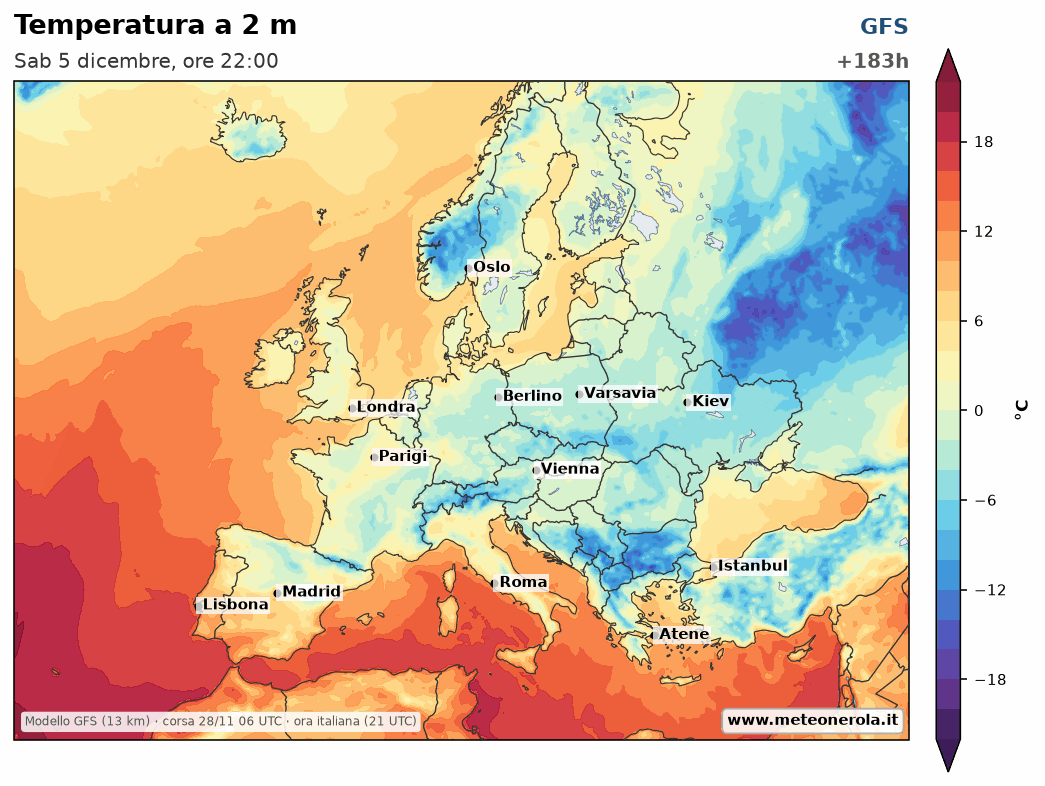 Temperatura a 2 m
GFS
Sab 5 dicembre, ore 22:00
+183h
Oslo
Londra
Berlino
Varsavia
Kiev
Parigi
Vienna
Istanbul
Roma
Madrid
Lisbona
Atene
Modello GFS (13 km) · corsa 28/11 06 UTC · ora italiana (21 UTC)
www.meteonerola.it
18
12
6
0
−6
−12
−18
°C